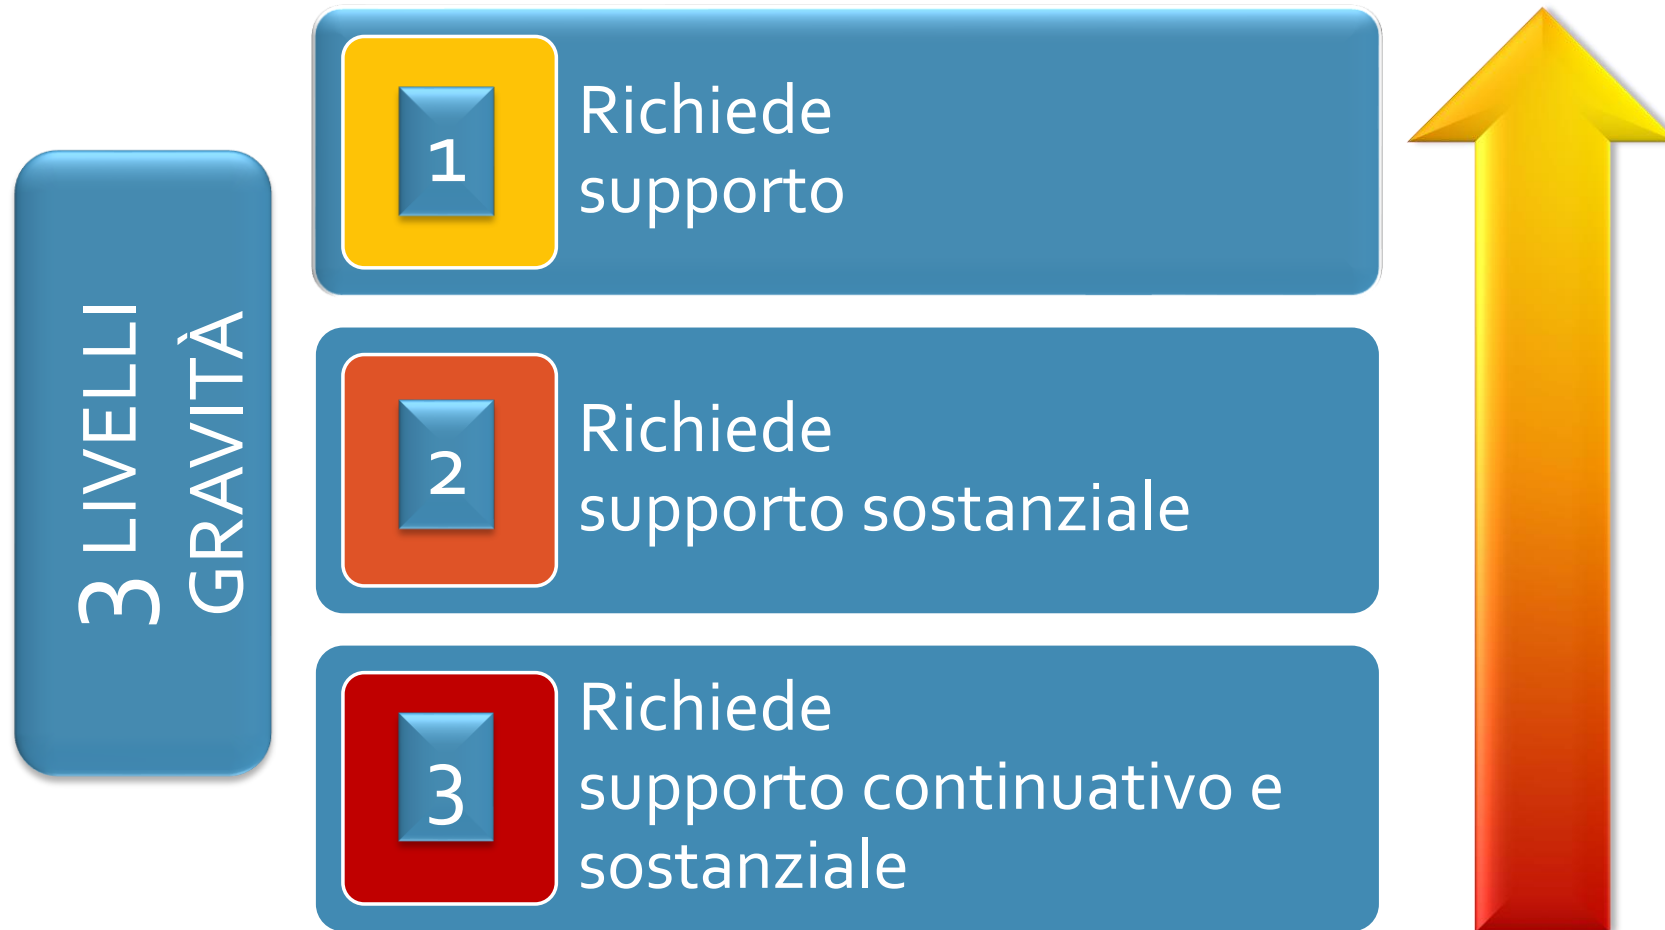 3 LIVELLI
GRAVITÀ
1
Richiede
supporto
2
Richiede
supporto sostanziale
3
Richiede
supporto continuativo e
sostanziale